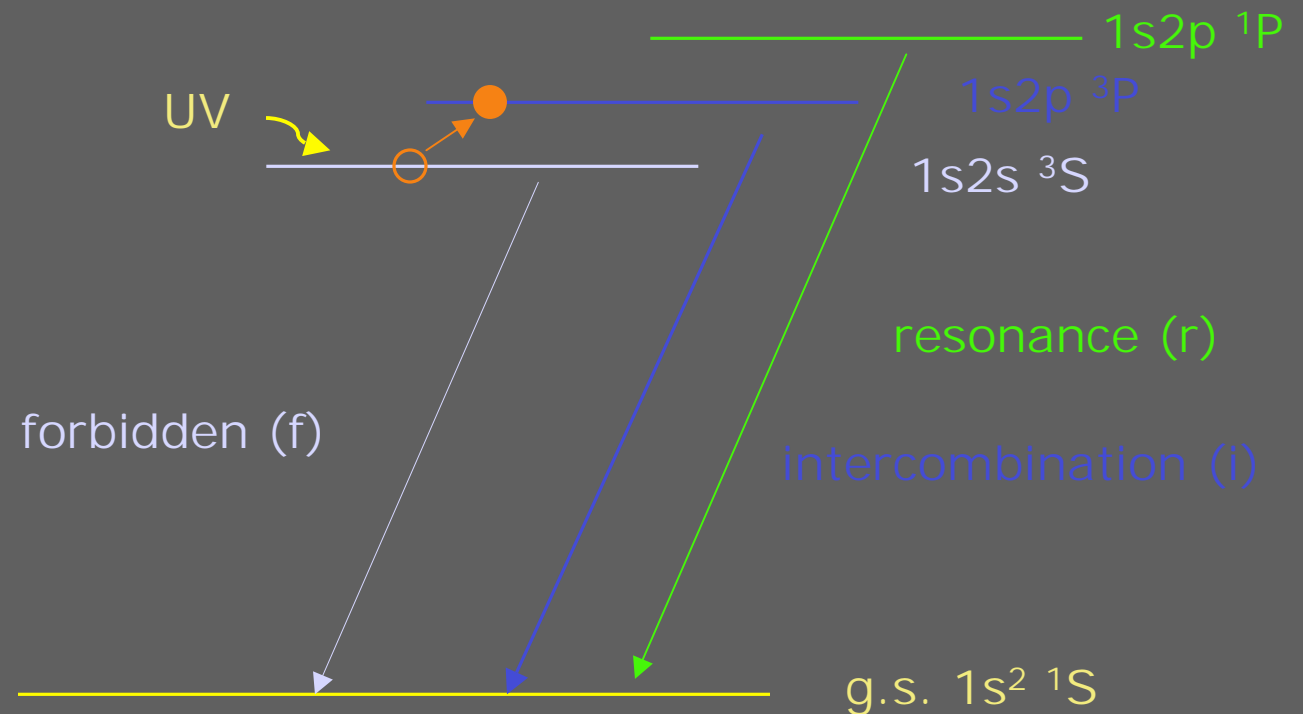 1s2p ¹P
UV
1s2p ³P
1s2s ³S
resonance (r)
forbidden (f)
intercombination (i)
g.s. 1s² ¹S